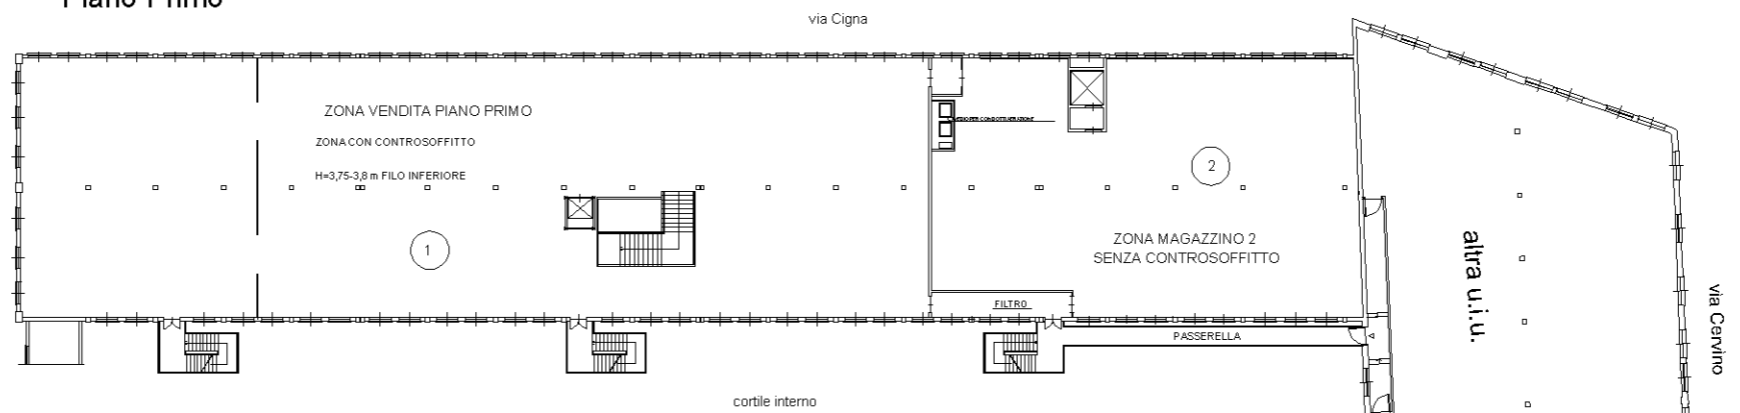 Piano Primo
via Cigna
ZONA VENDITA PIANO PRIMO
ZONA CON CONTROSOFFITTO
H=3,75-3,8 m FILO INFERIORE
1
2
ZONA MAGAZZINO 2
SENZA CONTROSOFFITTO
FILTRO
PASSERELLA
altra u.i.u.
via Cervino
cortile interno